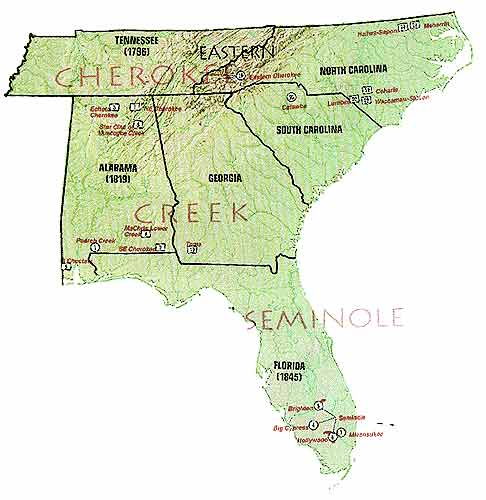 TENNESSEE
(1796)
EASTERN
CHEROKEE
Eastern Cherokee
NORTH CAROLINA
Haliwa-Saponi
Meherrin
Echota
Cherokee
Star Clan of
Muscogee Creek
Catawba
Lumbee
Coharie
Waccamaw-Siouan
SOUTH CAROLINA
ALABAMA
(1819)
GEORGIA
CREEK
MaChris Lower
Creek
Poarch Creek
SE Cherokee
Choctaw
SEMINOLE
FLORIDA
(1845)
Brighton
Seminole
Big Cypress
Hollywood
Miccosukee